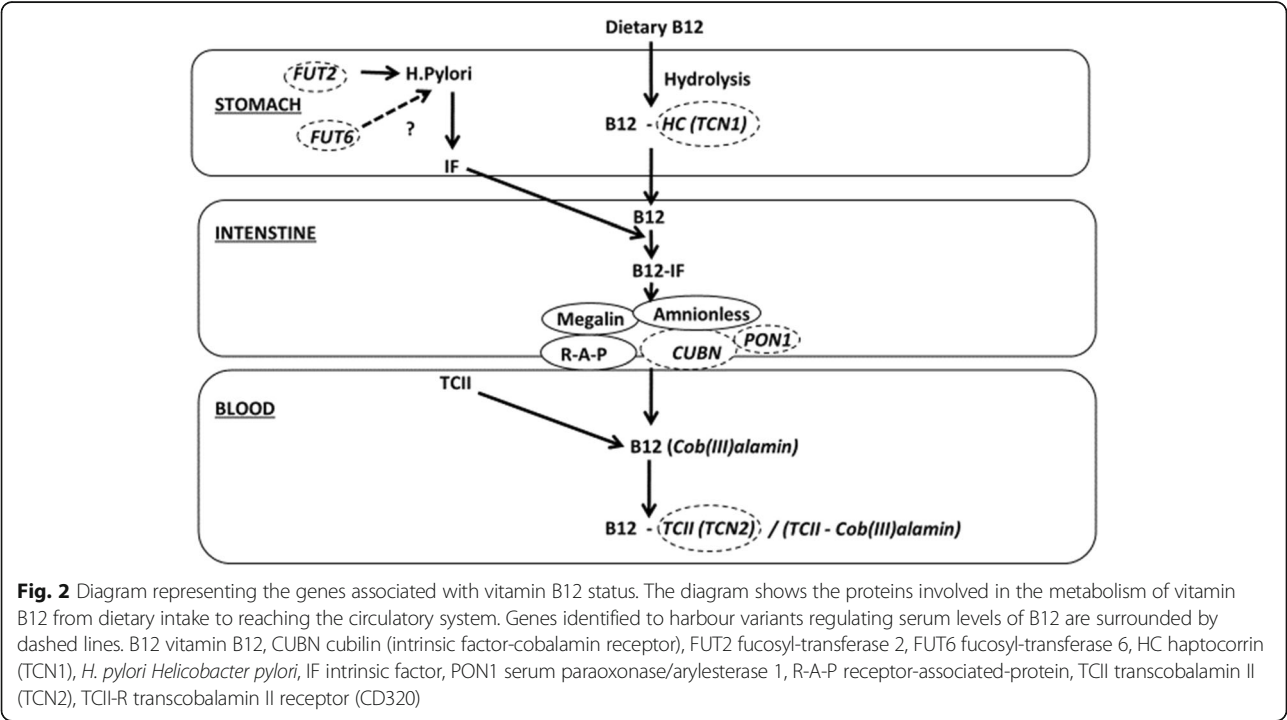 Dietary B12
FUT2
H.Pylori
Hydrolysis
STOMACH
B12 - HC (TCN1)
FUT6
?
IF
B12
INTENSTINE
B12-IF
Megalin
Amnionless
PON1
R-A-P
CUBN
TCII
BLOOD
B12 (Cob(III)alamin)
B12 - TCII (TCN2) / (TCII - Cob(III)alamin)
Fig. 2 Diagram representing the genes associated with vitamin B12 status. The diagram shows the proteins involved in the metabolism of vitamin
B12 from dietary intake to reaching the circulatory system. Genes identified to harbour variants regulating serum levels of B12 are surrounded by
dashed lines. B12 vitamin B12, CUBN cubilin (intrinsic factor-cobalamin receptor), FUT2 fucosyl-transferase 2, FUT6 fucosyl-transferase 6, HC haptocorrin
(TCN1), H. pylori Helicobacter pylori, IF intrinsic factor, PON1 serum paraoxonase/arylesterase 1, R-A-P receptor-associated-protein, TCII transcobalamin II
(TCN2), TCII-R transcobalamin II receptor (CD320)